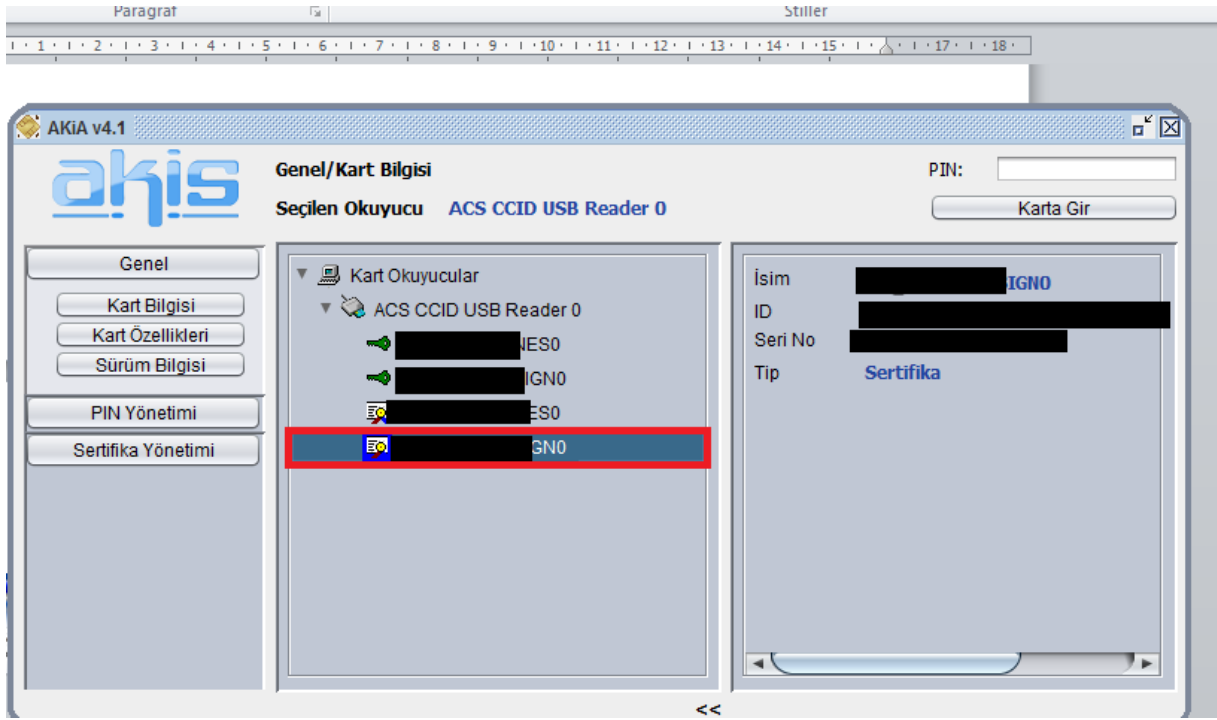 Paragraf Stiller
1 2 3 4 5 6 7 8 9 10 11 12 13 14 15 17 18
AKiA v4.1
akis
Genel/Kart Bilgisi
PIN:
Seçilen Okuyucu ACS CCID USB Reader 0
Karta Gir
Genel
Kart Bilgisi
Kart Özellikleri
Sürüm Bilgisi
PIN Yönetimi
Sertifika Yönetimi
Kart Okuyucular
ACS CCID USB Reader 0
NES0
IGN0
ES0
GN0
İsim IGN0
ID
Seri No
Tip Sertifika
<<